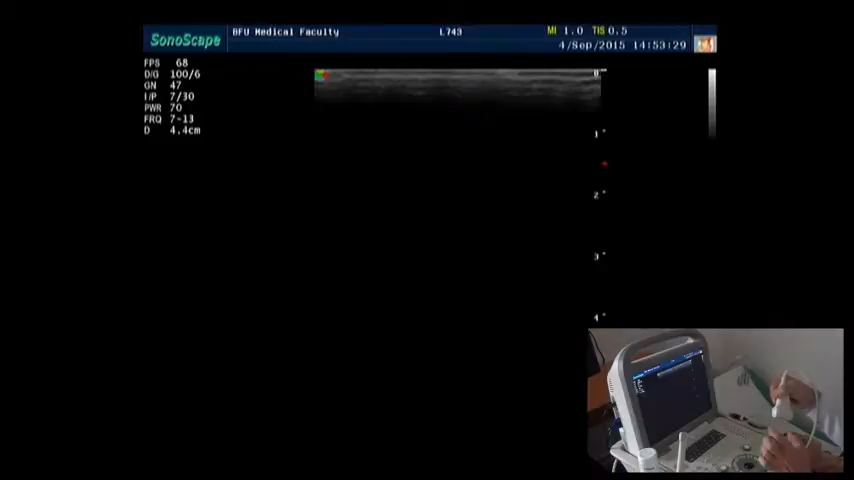 SonoScape
BFU Medical Faculty
L743
MI 1.0 TIS 0.5
4/Sep/2015 14:53:29
FPS 68
D/G 100/6
GN 47
I/P 7/30
PWR 70
FRQ 7-13
D 4.4cm
0
1
2
3
4